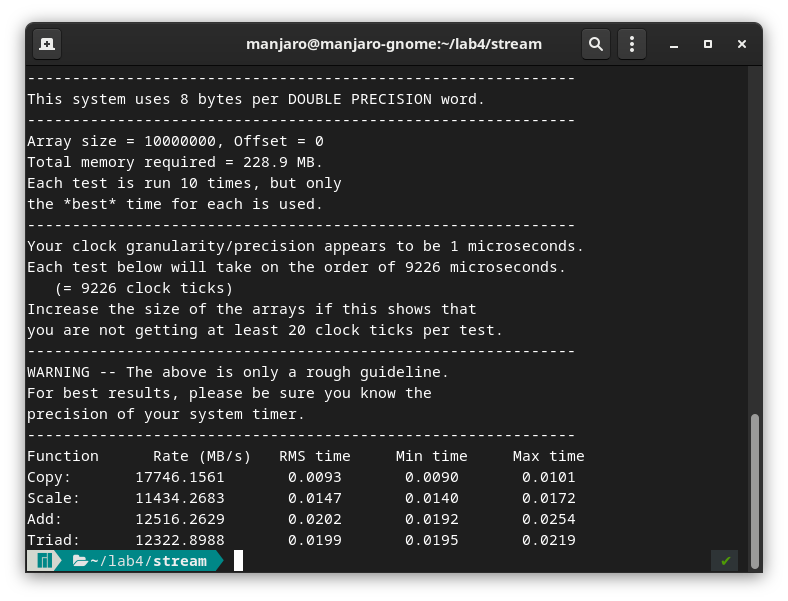 manjaro@manjaro-gnome:~/lab4/stream
-------------------------------------------------------------
This system uses 8 bytes per DOUBLE PRECISION word.
-------------------------------------------------------------
Array size = 10000000, Offset = 0
Total memory required = 228.9 MB.
Each test is run 10 times, but only
the *best* time for each is used.
-------------------------------------------------------------
Your clock granularity/precision appears to be 1 microseconds.
Each test below will take on the order of 9226 microseconds.
   (= 9226 clock ticks)
Increase the size of the arrays if this shows that
you are not getting at least 20 clock ticks per test.
-------------------------------------------------------------
WARNING -- The above is only a rough guideline.
For best results, please be sure you know the
precision of your system timer.
-------------------------------------------------------------
Function      Rate (MB/s)   RMS time     Min time     Max time
Copy:       17746.1561       0.0093       0.0090       0.0101
Scale:      11434.2683       0.0147       0.0140       0.0172
Add:        12516.2629       0.0202       0.0192       0.0254
Triad:      12322.8988       0.0199       0.0195       0.0219
~/lab4/stream ✔